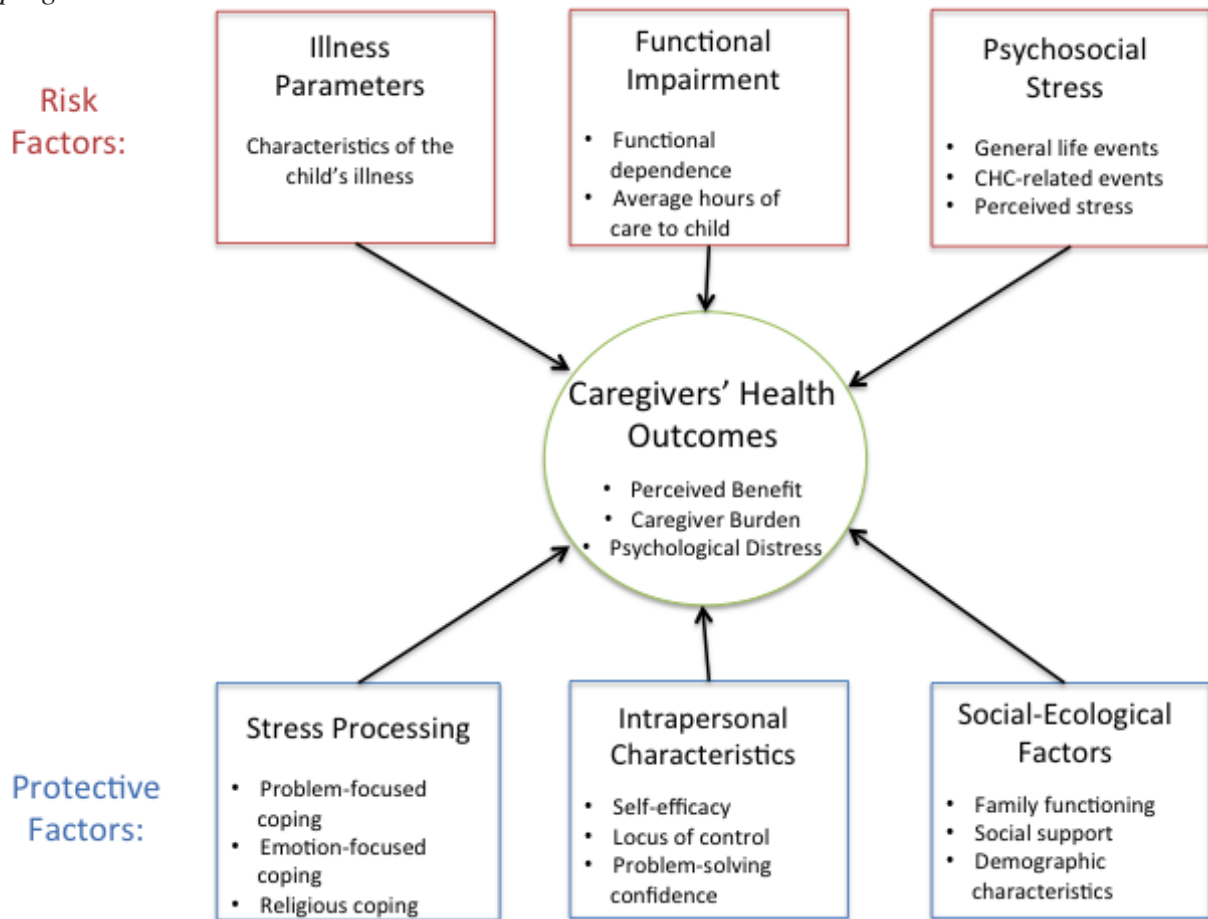 Risk
Factors:
Illness
Parameters
Characteristics of the
child's illness
Functional
Impairment
• Functional
dependence
• Average hours of
care to child
Psychosocial
Stress
• General life events
• CHC-related events
• Perceived stress
Caregivers' Health
Outcomes
• Perceived Benefit
• Caregiver Burden
• Psychological Distress
Protective
Factors:
Stress Processing
• Problem-focused
coping
• Emotion-focused
coping
• Religious coping
Intrapersonal
Characteristics
• Self-efficacy
• Locus of control
• Problem-solving
confidence
Social-Ecological
Factors
• Family functioning
• Social support
• Demographic
characteristics